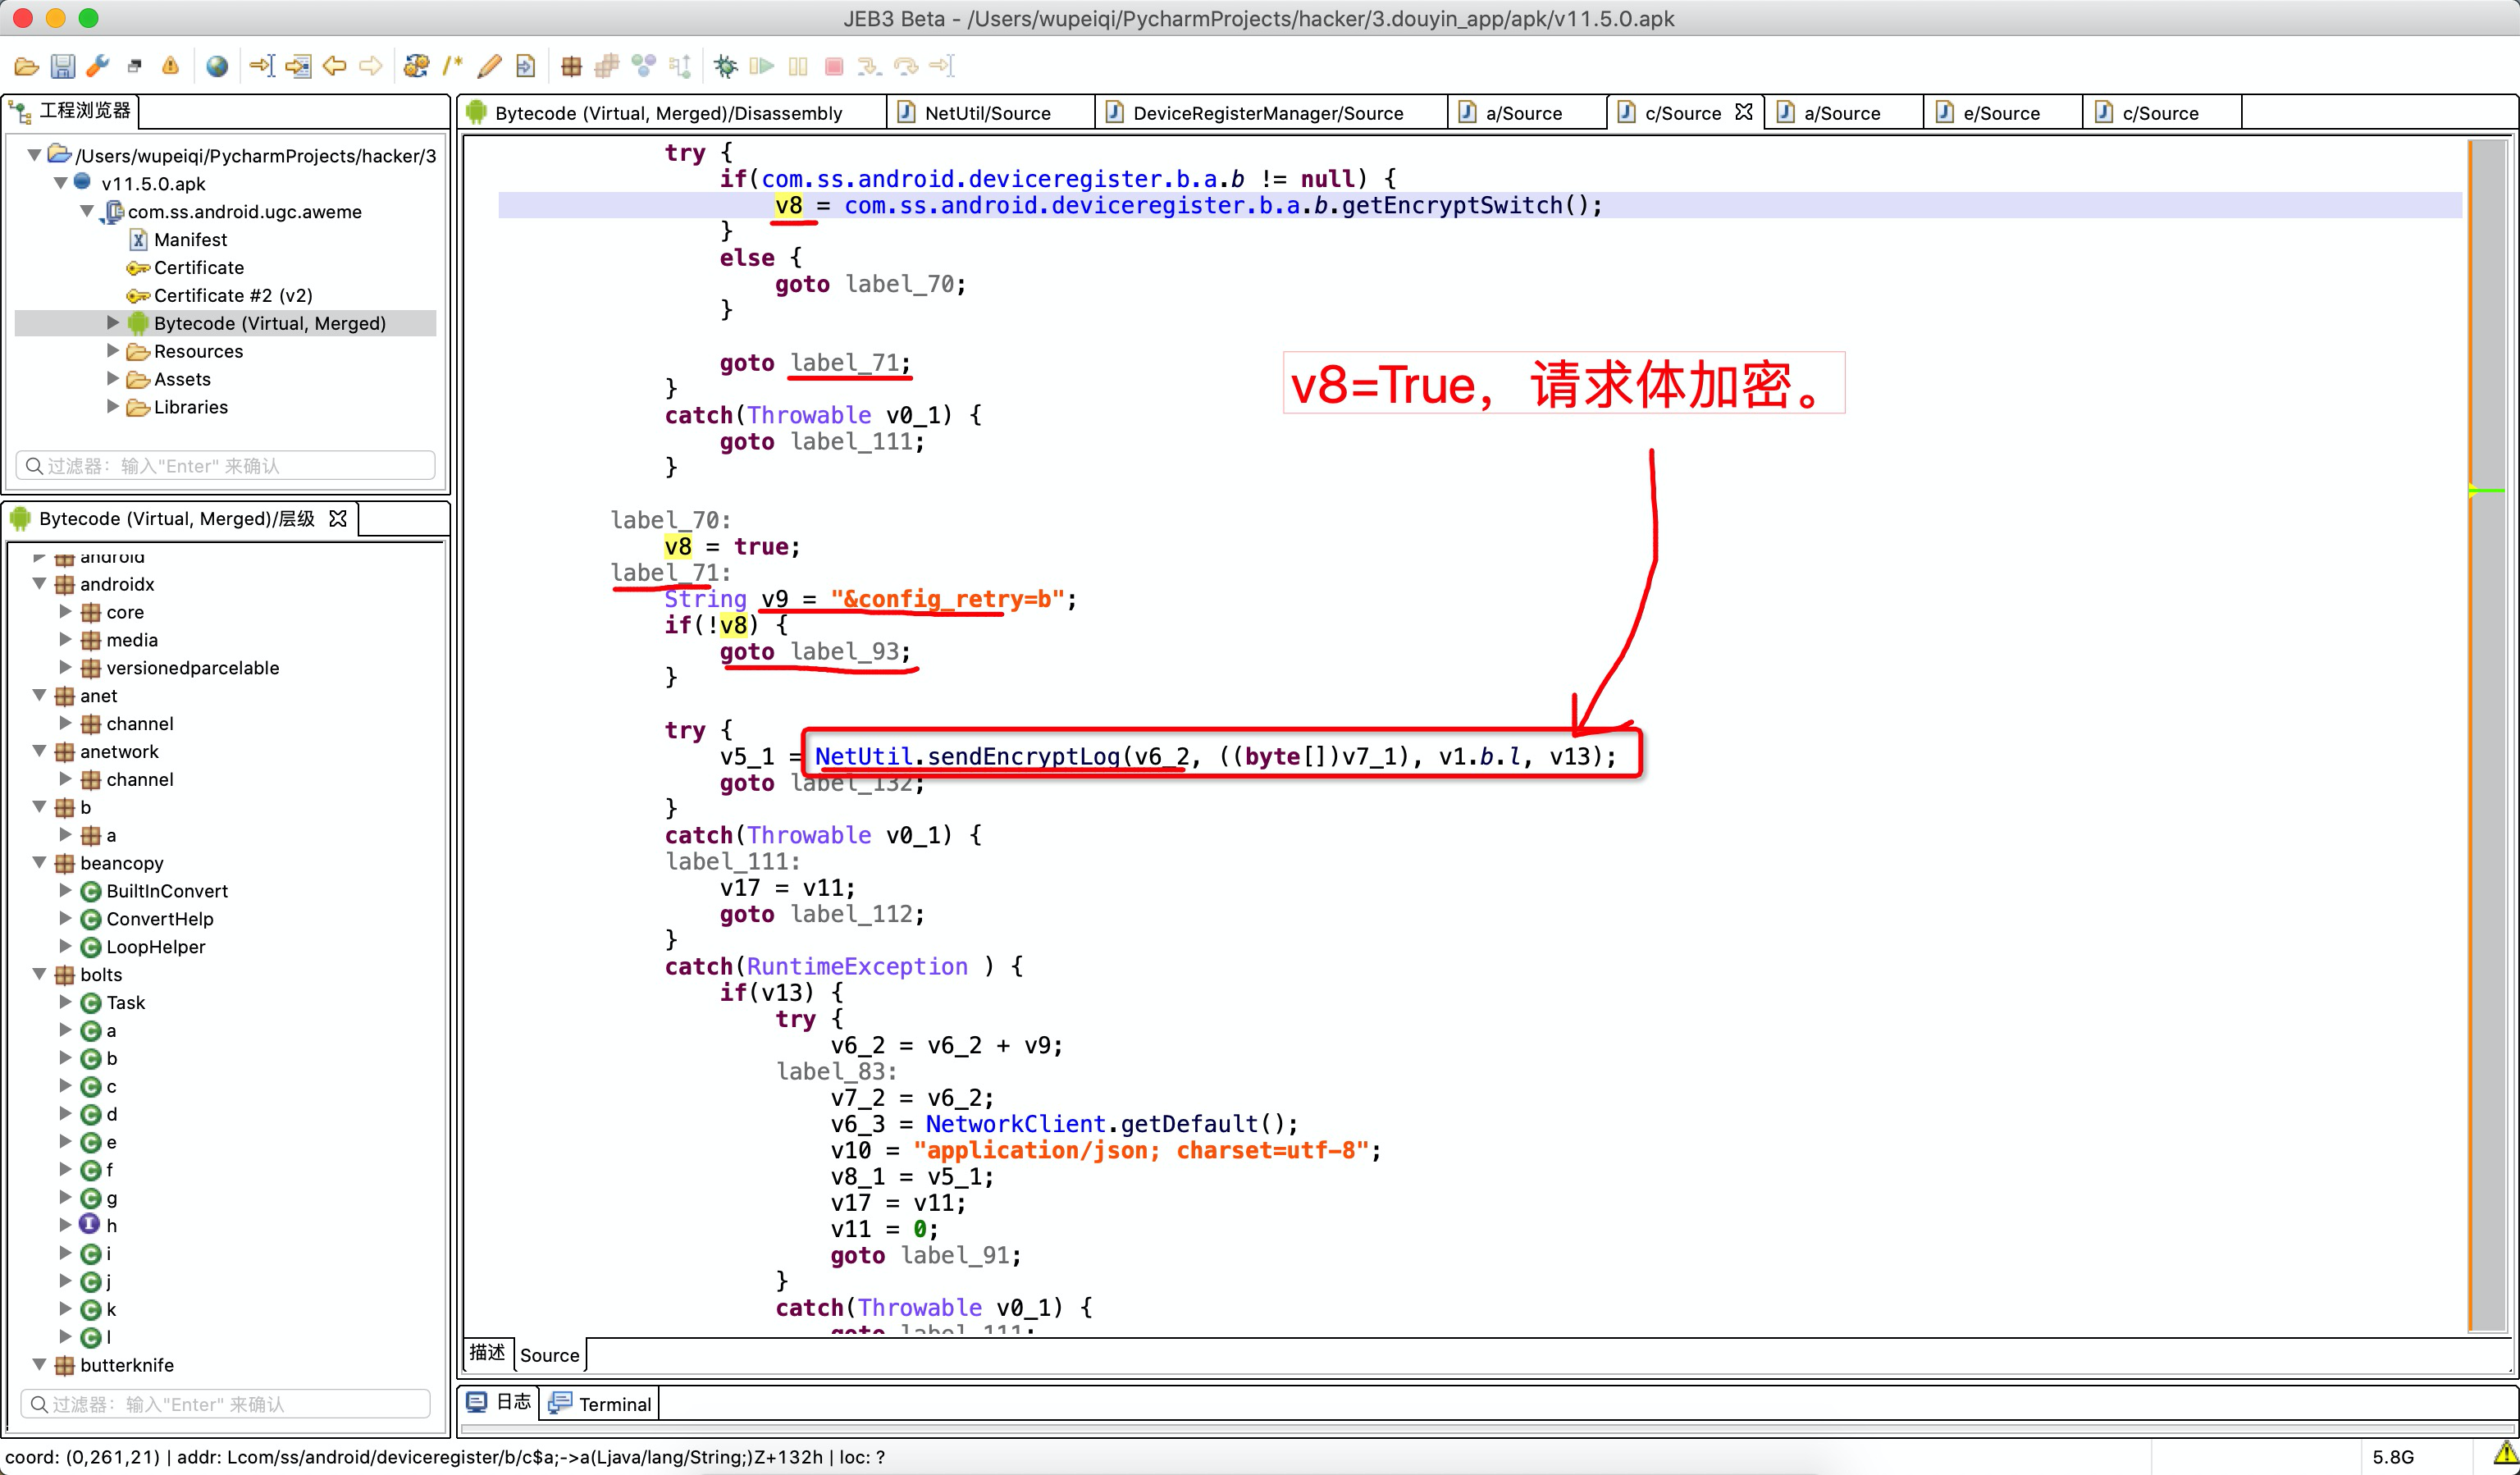 JEB3 Beta - /Users/wupeiqi/PycharmProjects/hacker/3.douyin_app/apk/v11.5.0.apk
工程浏览器
/Users/wupeiqi/PycharmProjects/hacker/3
v11.5.0.apk
com.ss.android.ugc.aweme
Manifest
Certificate
Certificate #2 (v2)
Bytecode (Virtual, Merged)
Resources
Assets
Libraries
过滤器：输入"Enter" 来确认
Bytecode (Virtual, Merged)/层级
android
androidx
core
media
versionedparcelable
anet
channel
anetwork
channel
b
a
beancopy
BuiltInConvert
ConvertHelp
LoopHelper
bolts
Task
a
b
c
d
e
f
g
h
i
j
k
l
butterknife
过滤器：输入"Enter" 来确认
Bytecode (Virtual, Merged)/Disassembly
NetUtil/Source
DeviceRegisterManager/Source
a/Source
c/Source
a/Source
e/Source
c/Source
try {
if(com.ss.android.deviceregister.b.a.b != null) {
v8 = com.ss.android.deviceregister.b.a.b.getEncryptSwitch();
}
else {
goto label_70;
}
goto label_71;
}
catch(Throwable v0_1) {
goto label_111;
}
v8=True，请求体加密。
label_70:
v8 = true;
label_71:
String v9 = "&config_retry=b";
if(!v8) {
goto label_93;
}
try {
v5_1 = NetUtil.sendEncryptLog(v6_2, ((byte[])v7_1), v1.b.l, v13);
goto label_132;
}
catch(Throwable v0_1) {
label_111:
v17 = v11;
goto label_112;
}
catch(RuntimeException ) {
if(v13) {
try {
v6_2 = v6_2 + v9;
label_83:
v7_2 = v6_2;
v6_3 = NetworkClient.getDefault();
v10 = "application/json; charset=utf-8";
v8_1 = v5_1;
v17 = v11;
v11 = 0;
goto label_91;
}
catch(Throwable v0_1) {
goto label_111;
描述
Source
日志
Terminal
coord: (0,261,21) | addr: Lcom/ss/android/deviceregister/b/c$a;->a(Ljava/lang/String;)Z+132h | loc: ?
5.8G